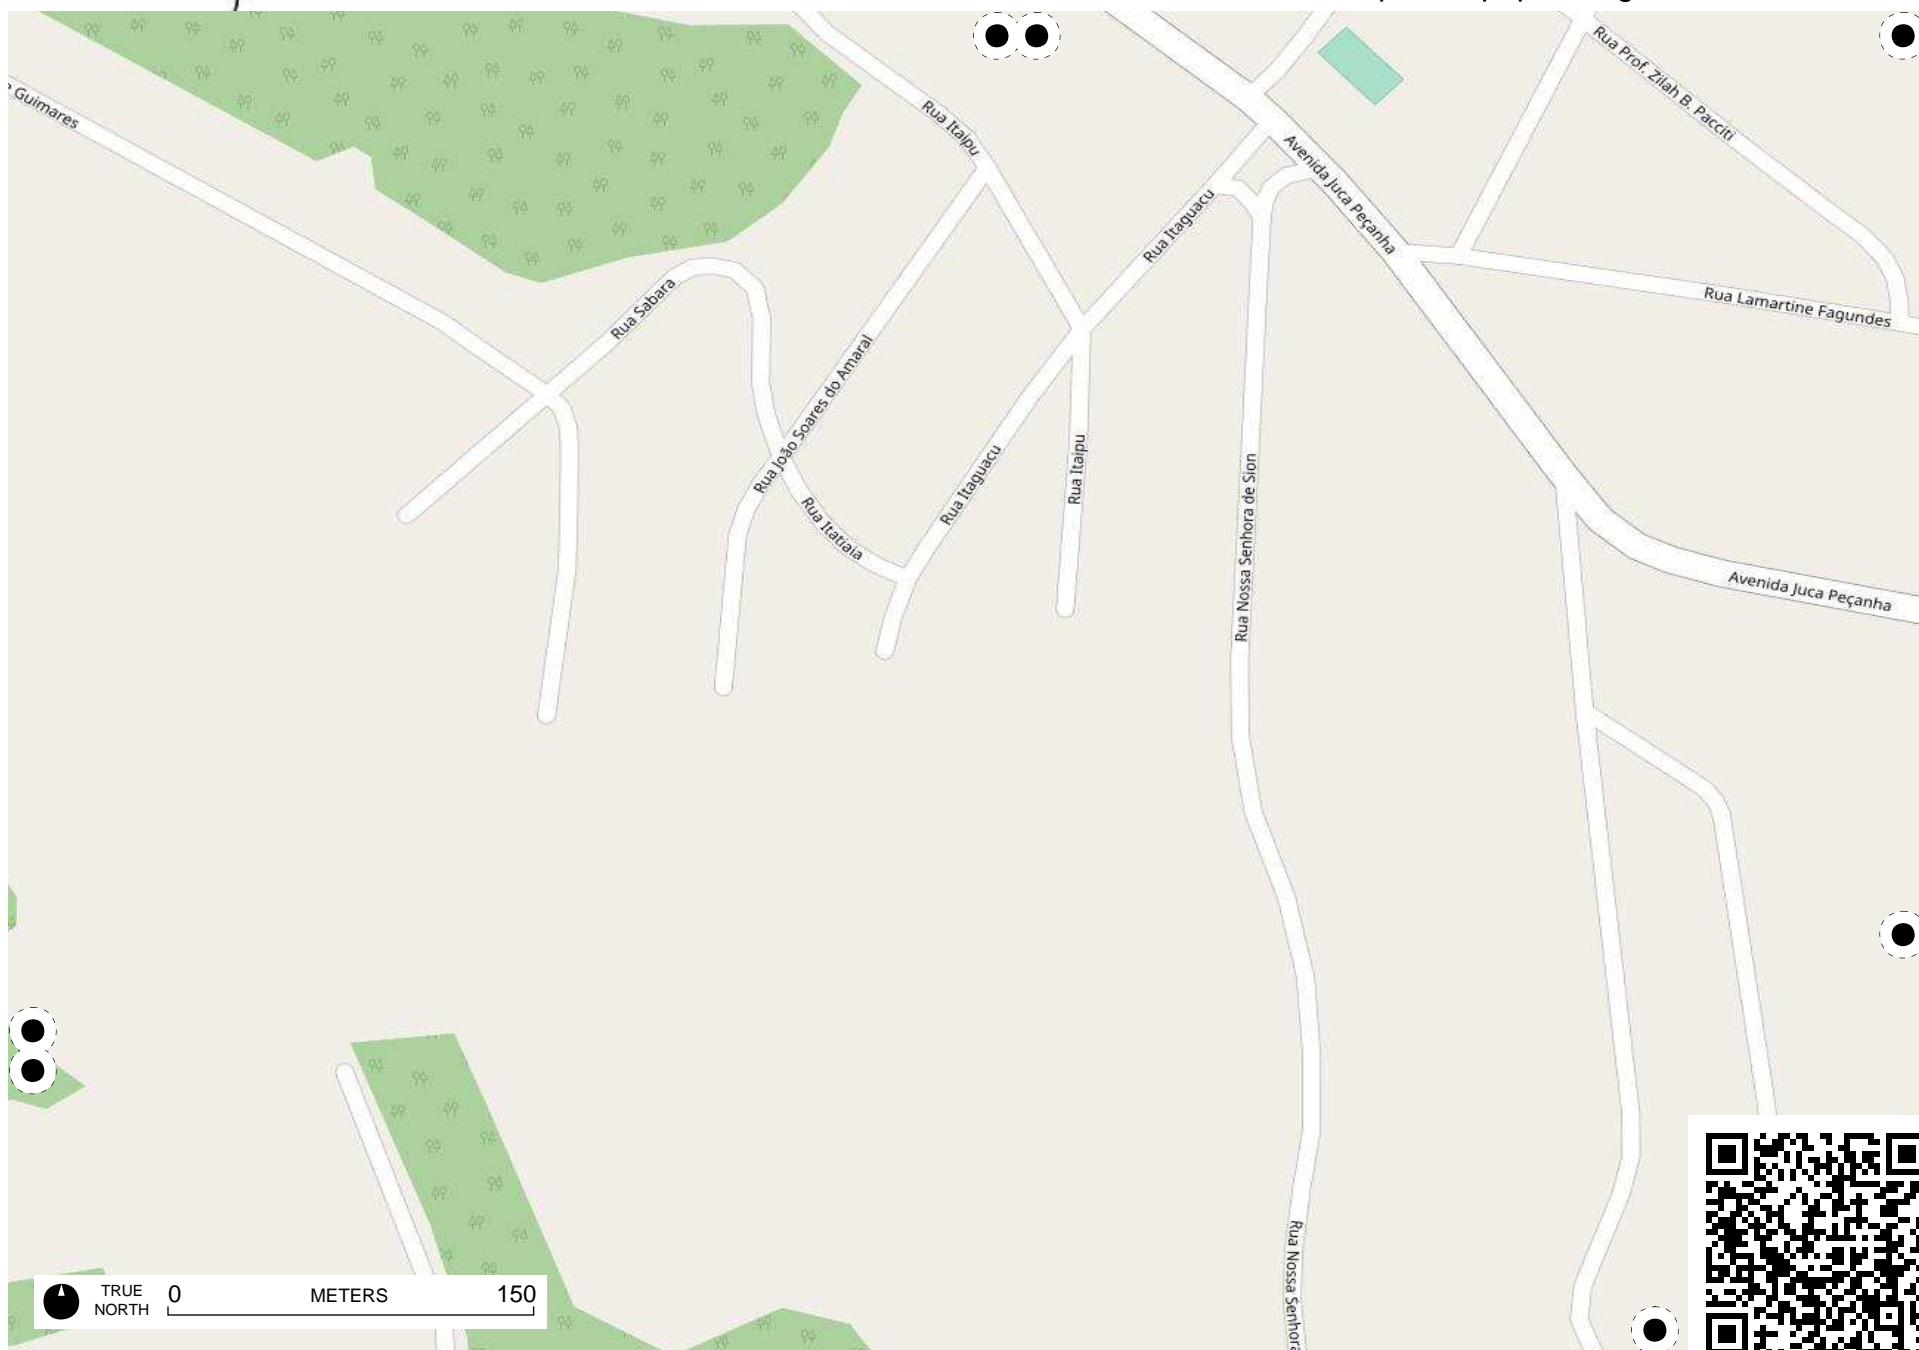 e Guimares
Rua Itaipu
Rua Prof. Zilah B. Pacciti
Avenida Juca Peçanha
Rua Itaguacu
Rua Sabara
Rua Lamartine Fagundes
Rua João Soares do Amaral
Rua Itaguacu
Rua Itaipu
Rua Itatiaia
Rua Nossa Senhora de Sion
Avenida Juca Peçanha
Rua Nossa Senhora
TRUE
NORTH
0 METERS 150